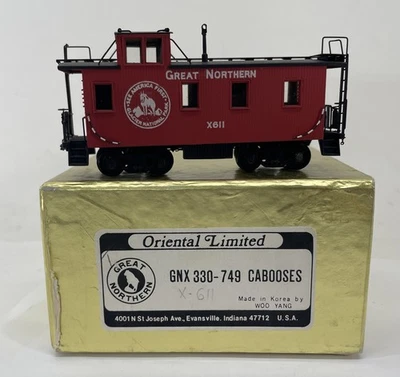 GREAT NORTHERN
SEE AMERICA FIRST
GLACIER NATIONAL PARK
X611
Oriental Limited
GREAT
NORTHERN
GNX 330-749 CABOOSES
X-611
Made in Korea by
WOO YANG
4001 N St Joseph Ave., Evansville, Indiana 47712 U.S.A.